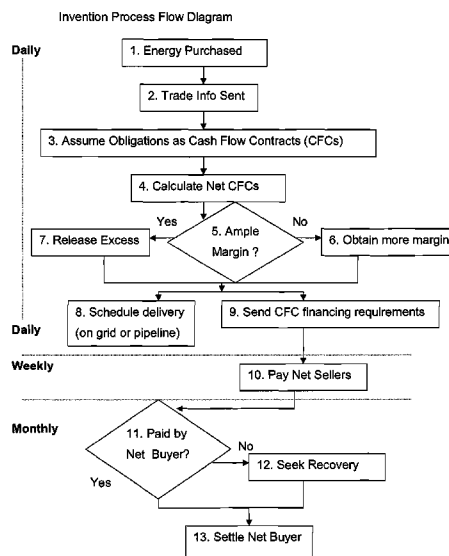 Invention Process Flow Diagram
Daily
1. Energy Purchased
2. Trade Info Sent
3. Assume Obligations as Cash Flow Contracts (CFCs)
4. Calculate Net CFCs
Yes
No
5. Ample
Margin ?
7. Release Excess
6. Obtain more margin
8. Schedule delivery
(on grid or pipeline)
9. Send CFC financing requirements
Daily
Weekly
10. Pay Net Sellers
Monthly
11. Paid by
Net Buyer?
No
Yes
12. Seek Recovery
13. Settle Net Buyer